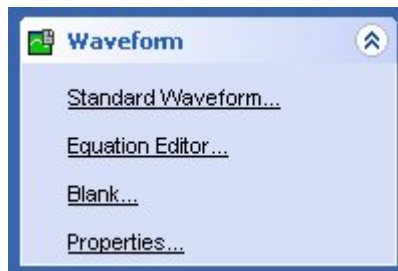 Waveform
Standard Waveform...
Equation Editor...
Blank...
Properties...